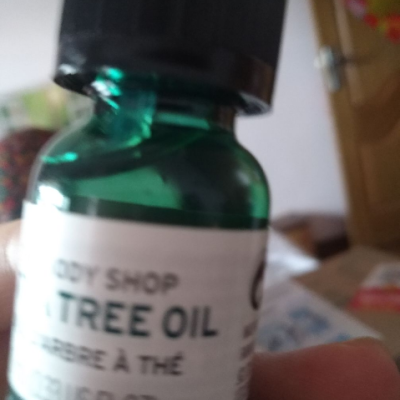 ODY SHOP
TREE OIL
ARBRE À THÉ